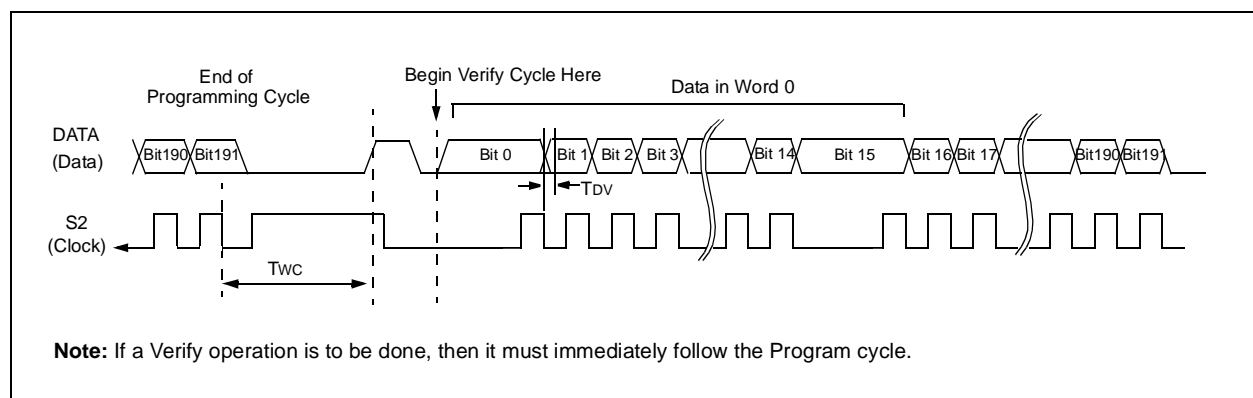 End of
Programming Cycle
Begin Verify Cycle Here
Data in Word 0
DATA
(Data)
Bit190 Bit191 Bit 0 Bit 1 Bit 2 Bit 3 Bit 14 Bit 15 Bit 16 Bit 17 Bit190 Bit191
TDV
S2
(Clock)
TWC
Note: If a Verify operation is to be done, then it must immediately follow the Program cycle.